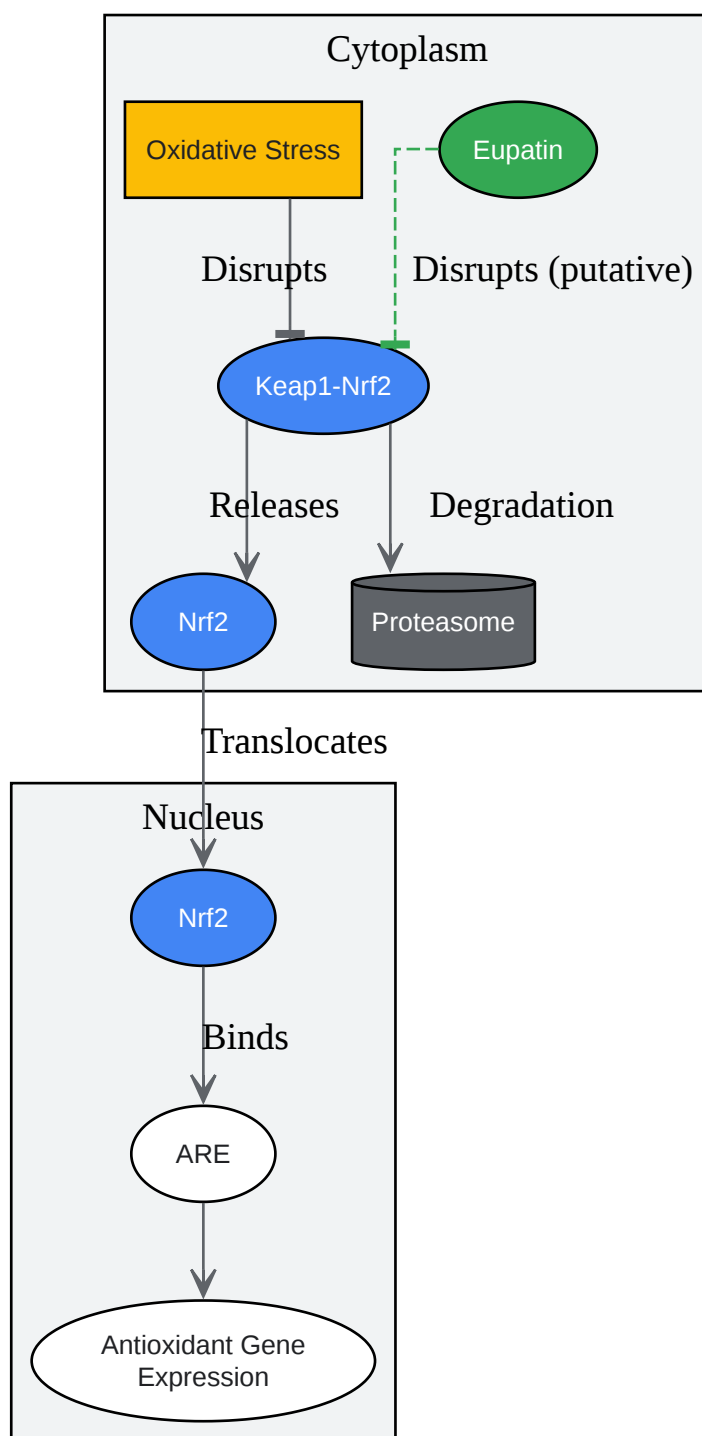 Cytoplasm
Oxidative Stress
Eupatin
Disrupts
Disrupts (putative)
Keap1-Nrf2
Releases
Degradation
Nrf2
Proteasome
Translocates
Nucleus
Nrf2
Binds
ARE
Antioxidant Gene
Expression